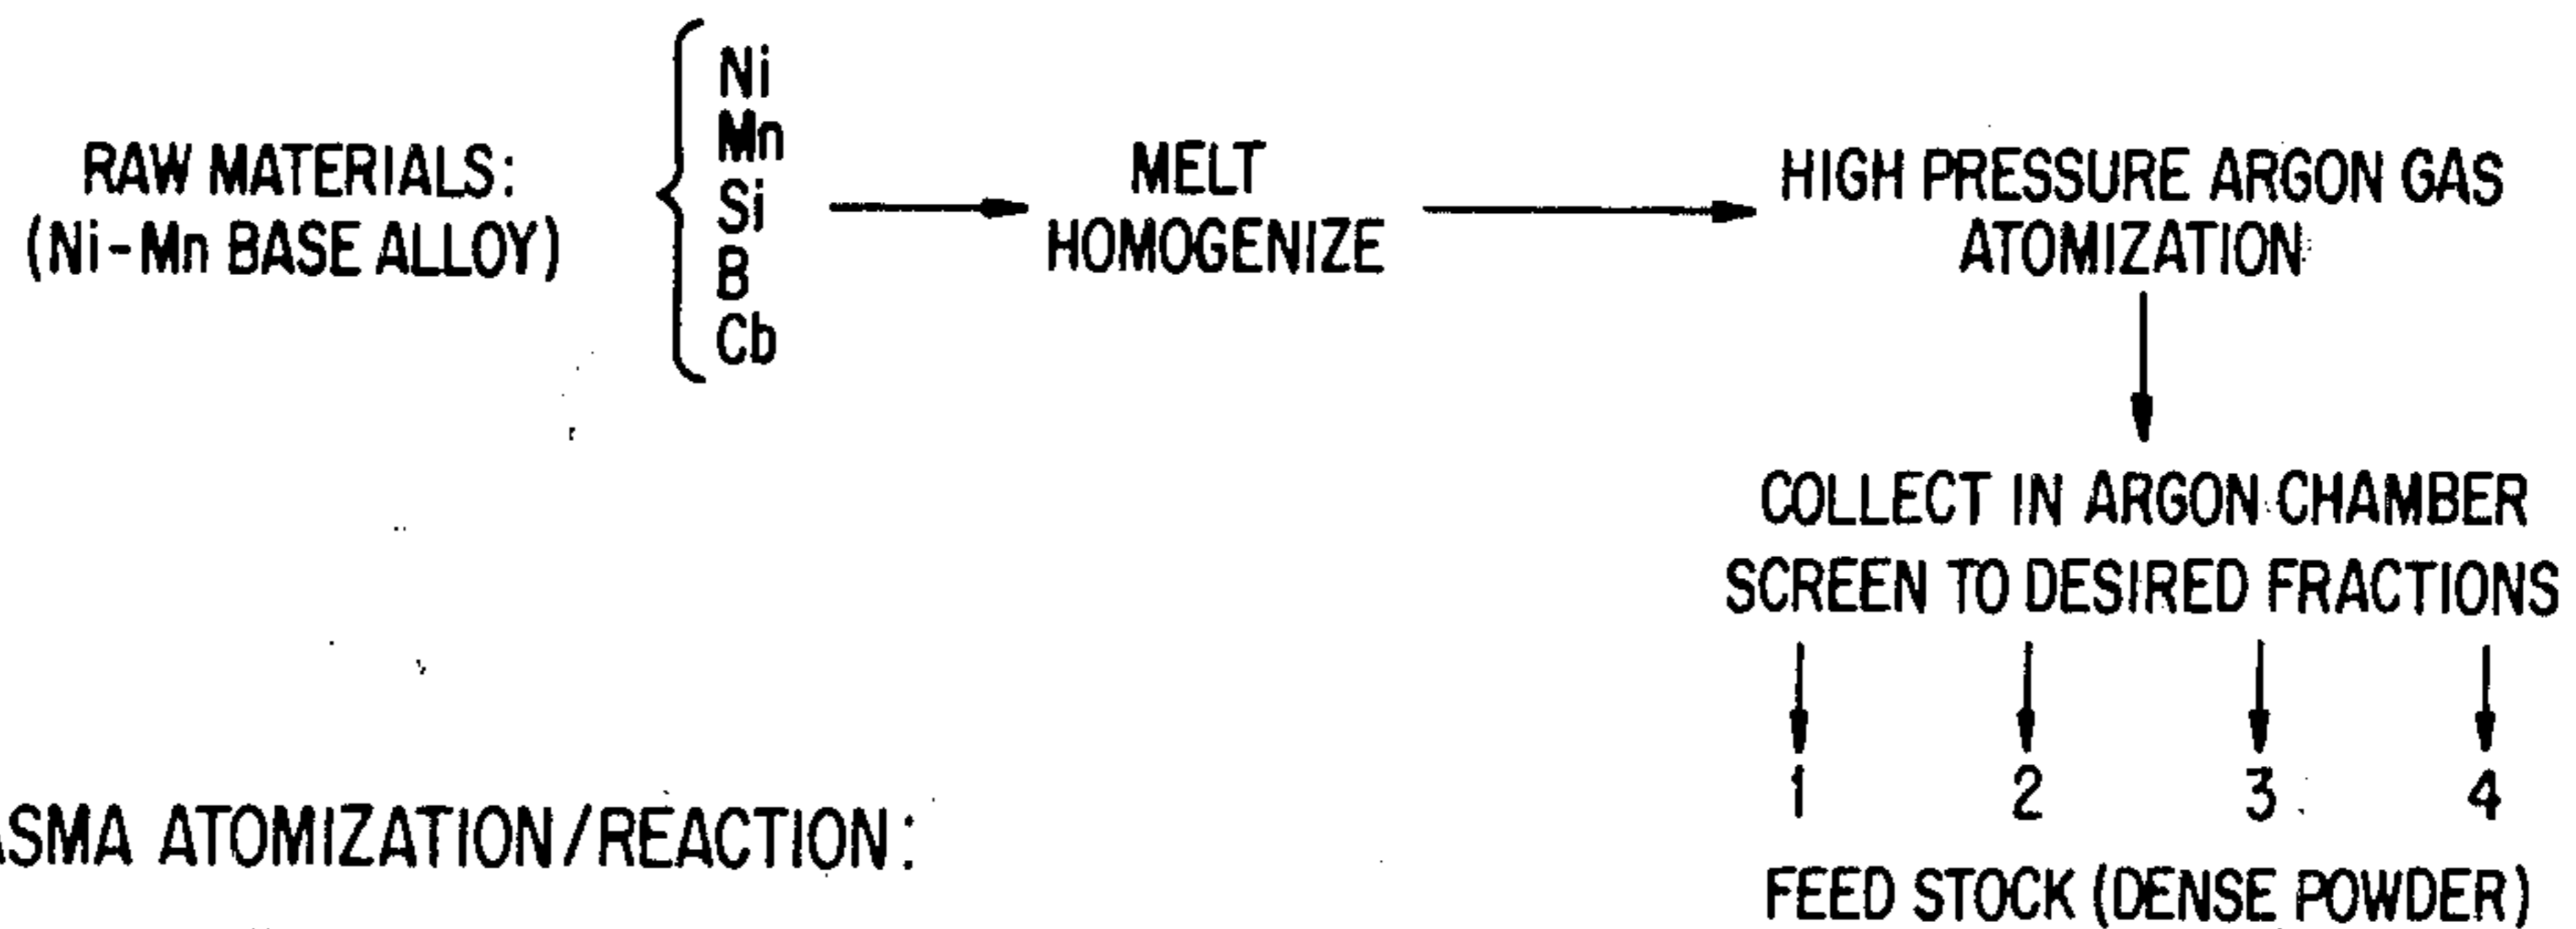 RAW MATERIALS:
(Ni-Mn BASE ALLOY)
Ni
Mn
Si
B
Cb
MELT
HOMOGENIZE
HIGH PRESSURE ARGON GAS
ATOMIZATION
COLLECT IN ARGON CHAMBER
SCREEN TO DESIRED FRACTIONS
1 2 3 4
FEED STOCK (DENSE POWDER)
ASMA ATOMIZATION/REACTION: